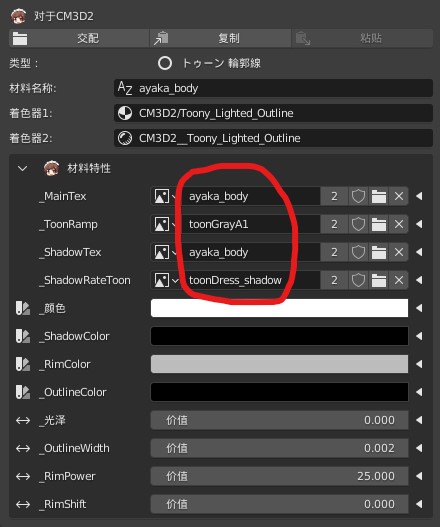 对于CM3D2
交配 复制 粘贴
类型： トゥーン 輪郭線
材料名称: ayaka_body
着色器1: CM3D2/Toony_Lighted_Outline
着色器2: CM3D2__Toony_Lighted_Outline
材料特性
_MainTex ayaka_body 2
_ToonRamp toonGrayA1 2
_ShadowTex ayaka_body 2
_ShadowRateToon toonDress_shadow 2
_颜色
_ShadowColor
_RimColor
_OutlineColor
_光泽 价值 0.000
_OutlineWidth 价值 0.002
_RimPower 价值 25.000
_RimShift 价值 0.000